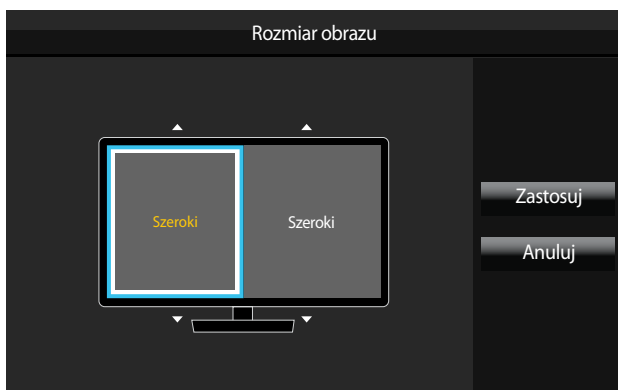 Rozmiar obrazu
Szeroki
Szeroki
Zastosuj
Anuluj